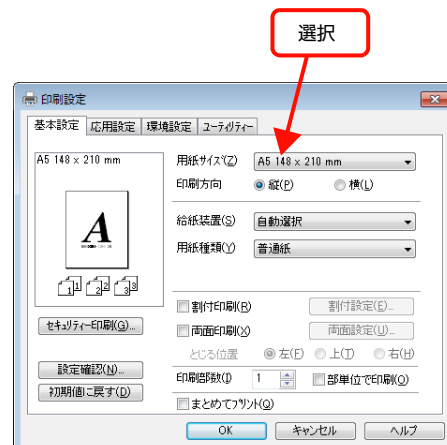 選択
印刷設定
基本設定 応用設定 環境設定 ユーティリティー
A5 148 x 210 mm
用紙サイズ(Z) A5 148 x 210 mm
印刷方向 縦(P) 横(L)
給紙装置(S) 自動選択
用紙種類(Y) 普通紙
A
1 1 2 2 3 3
割付印刷(R) 割付設定(E)...
セキュリティー印刷(G)...
両面印刷(X) 両面設定(U)...
とじる位置 左(F) 上(T) 右(H)
設定確認(N)...
印刷部数(I) 1 部単位で印刷(O)
初期値に戻す(D)
まとめてプリント(Q)
OK キャンセル ヘルプ